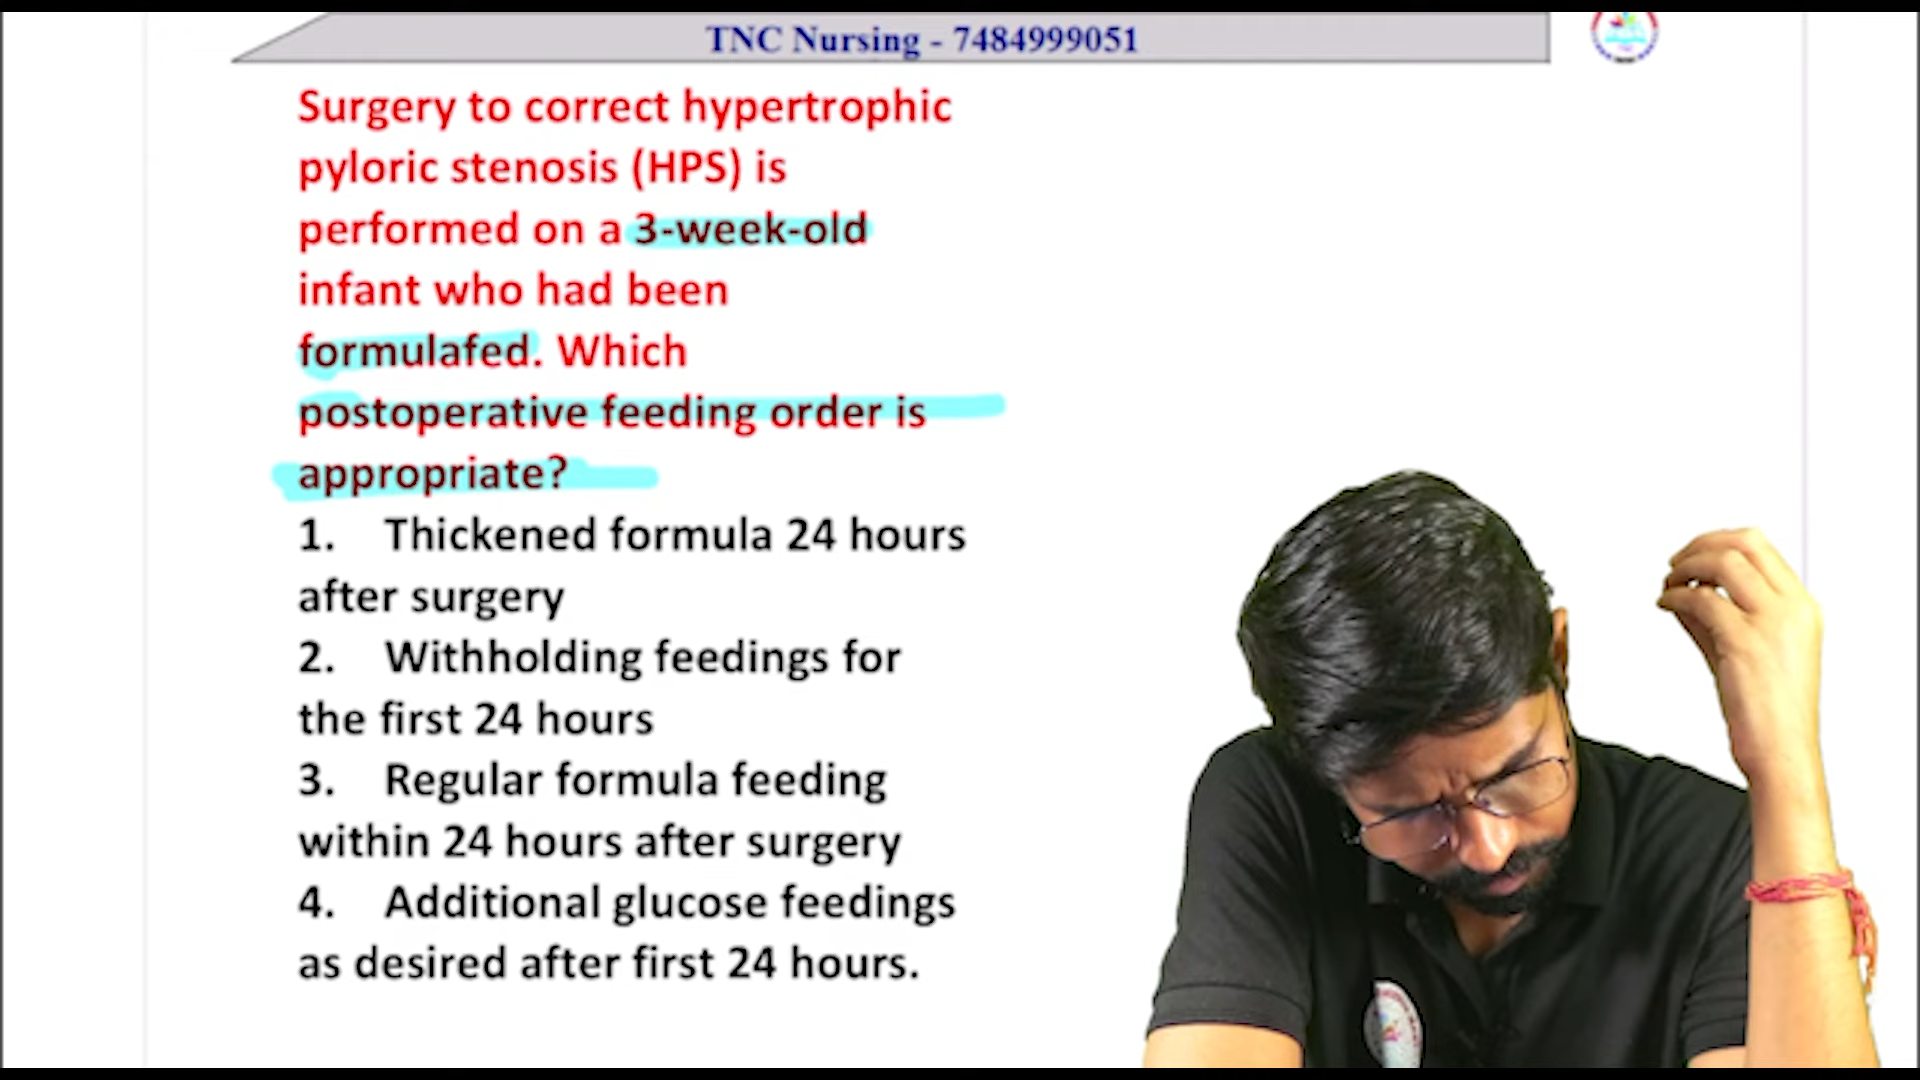 TNC Nursing - 7484999051
Surgery to correct hypertrophic
pyloric stenosis (HPS) is
performed on a 3-week-old
infant who had been
formulafed. Which
postoperative feeding order is
appropriate?
1. Thickened formula 24 hours
after surgery
2. Withholding feedings for
the first 24 hours
3. Regular formula feeding
within 24 hours after surgery
4. Additional glucose feedings
as desired after first 24 hours.